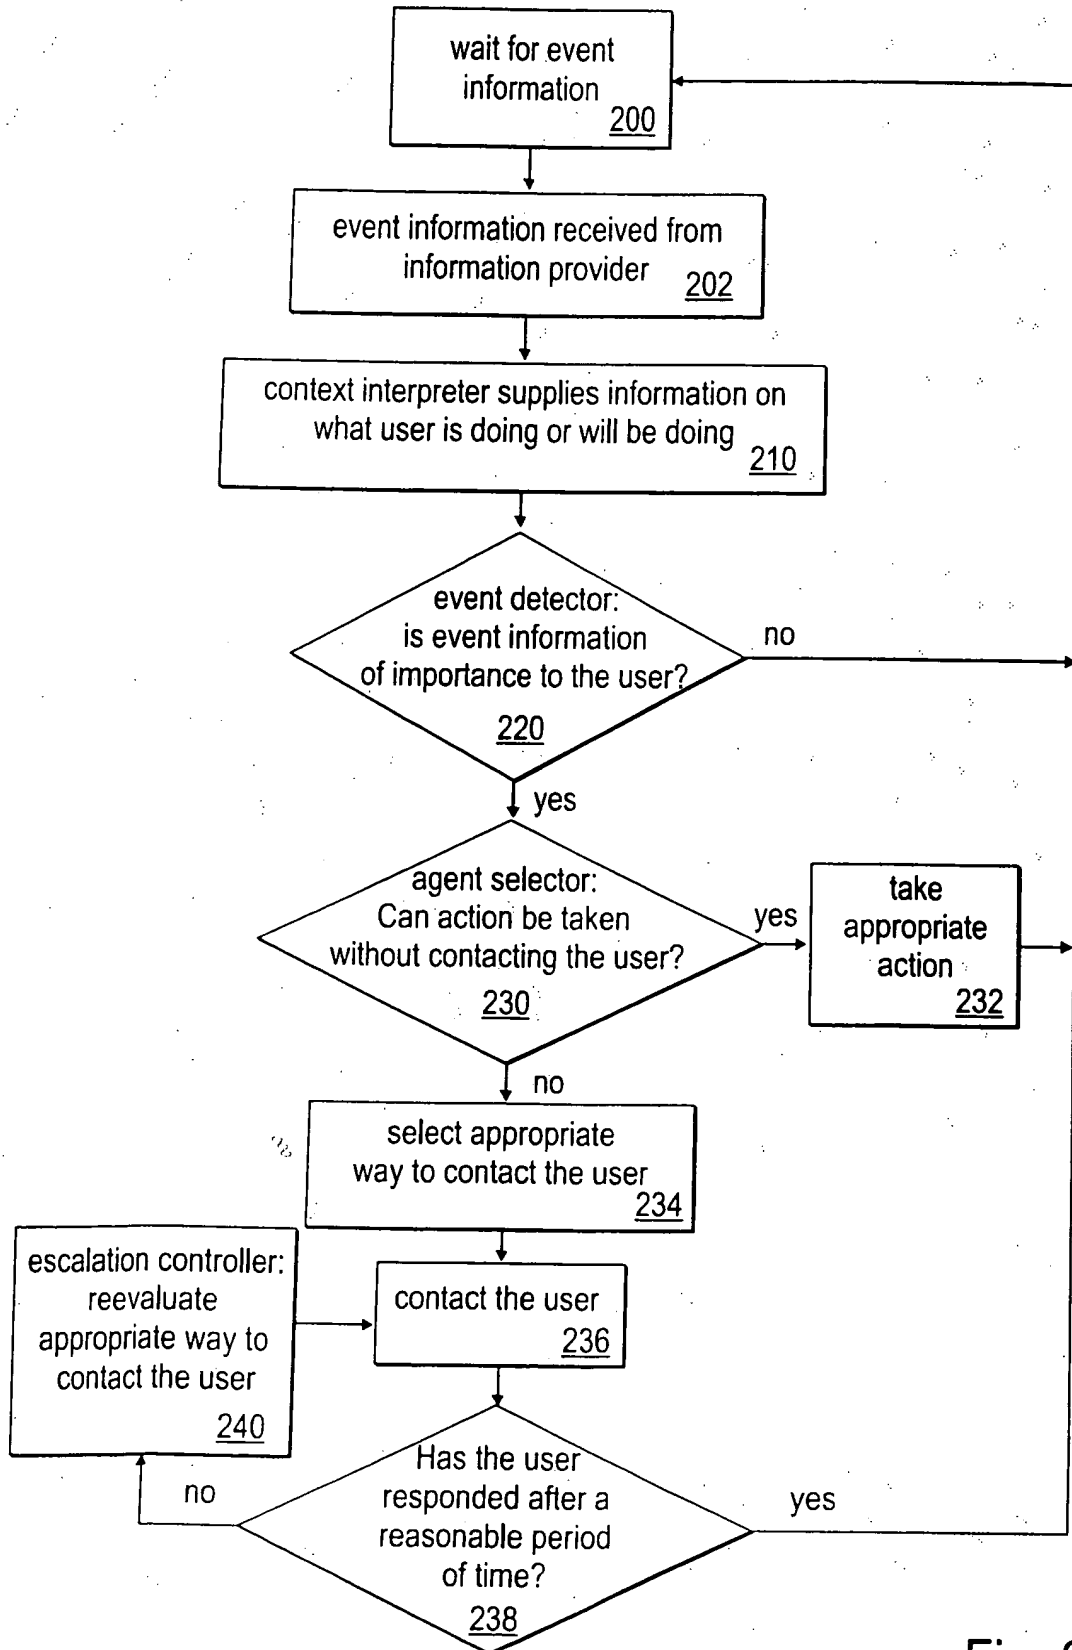 wait for event
information
200
event information received from
information provider
202
context interpreter supplies information on
what user is doing or will be doing
210
event detector:
is event information
of importance to the user?
220
no
yes
agent selector:
Can action be taken
without contacting the user?
230
yes
take
appropriate
action
232
no
select appropriate
way to contact the user
234
escalation controller:
reevaluate
appropriate way to
contact the user
240
contact the user
236
Has the user
responded after a
reasonable period
of time?
238
no
yes